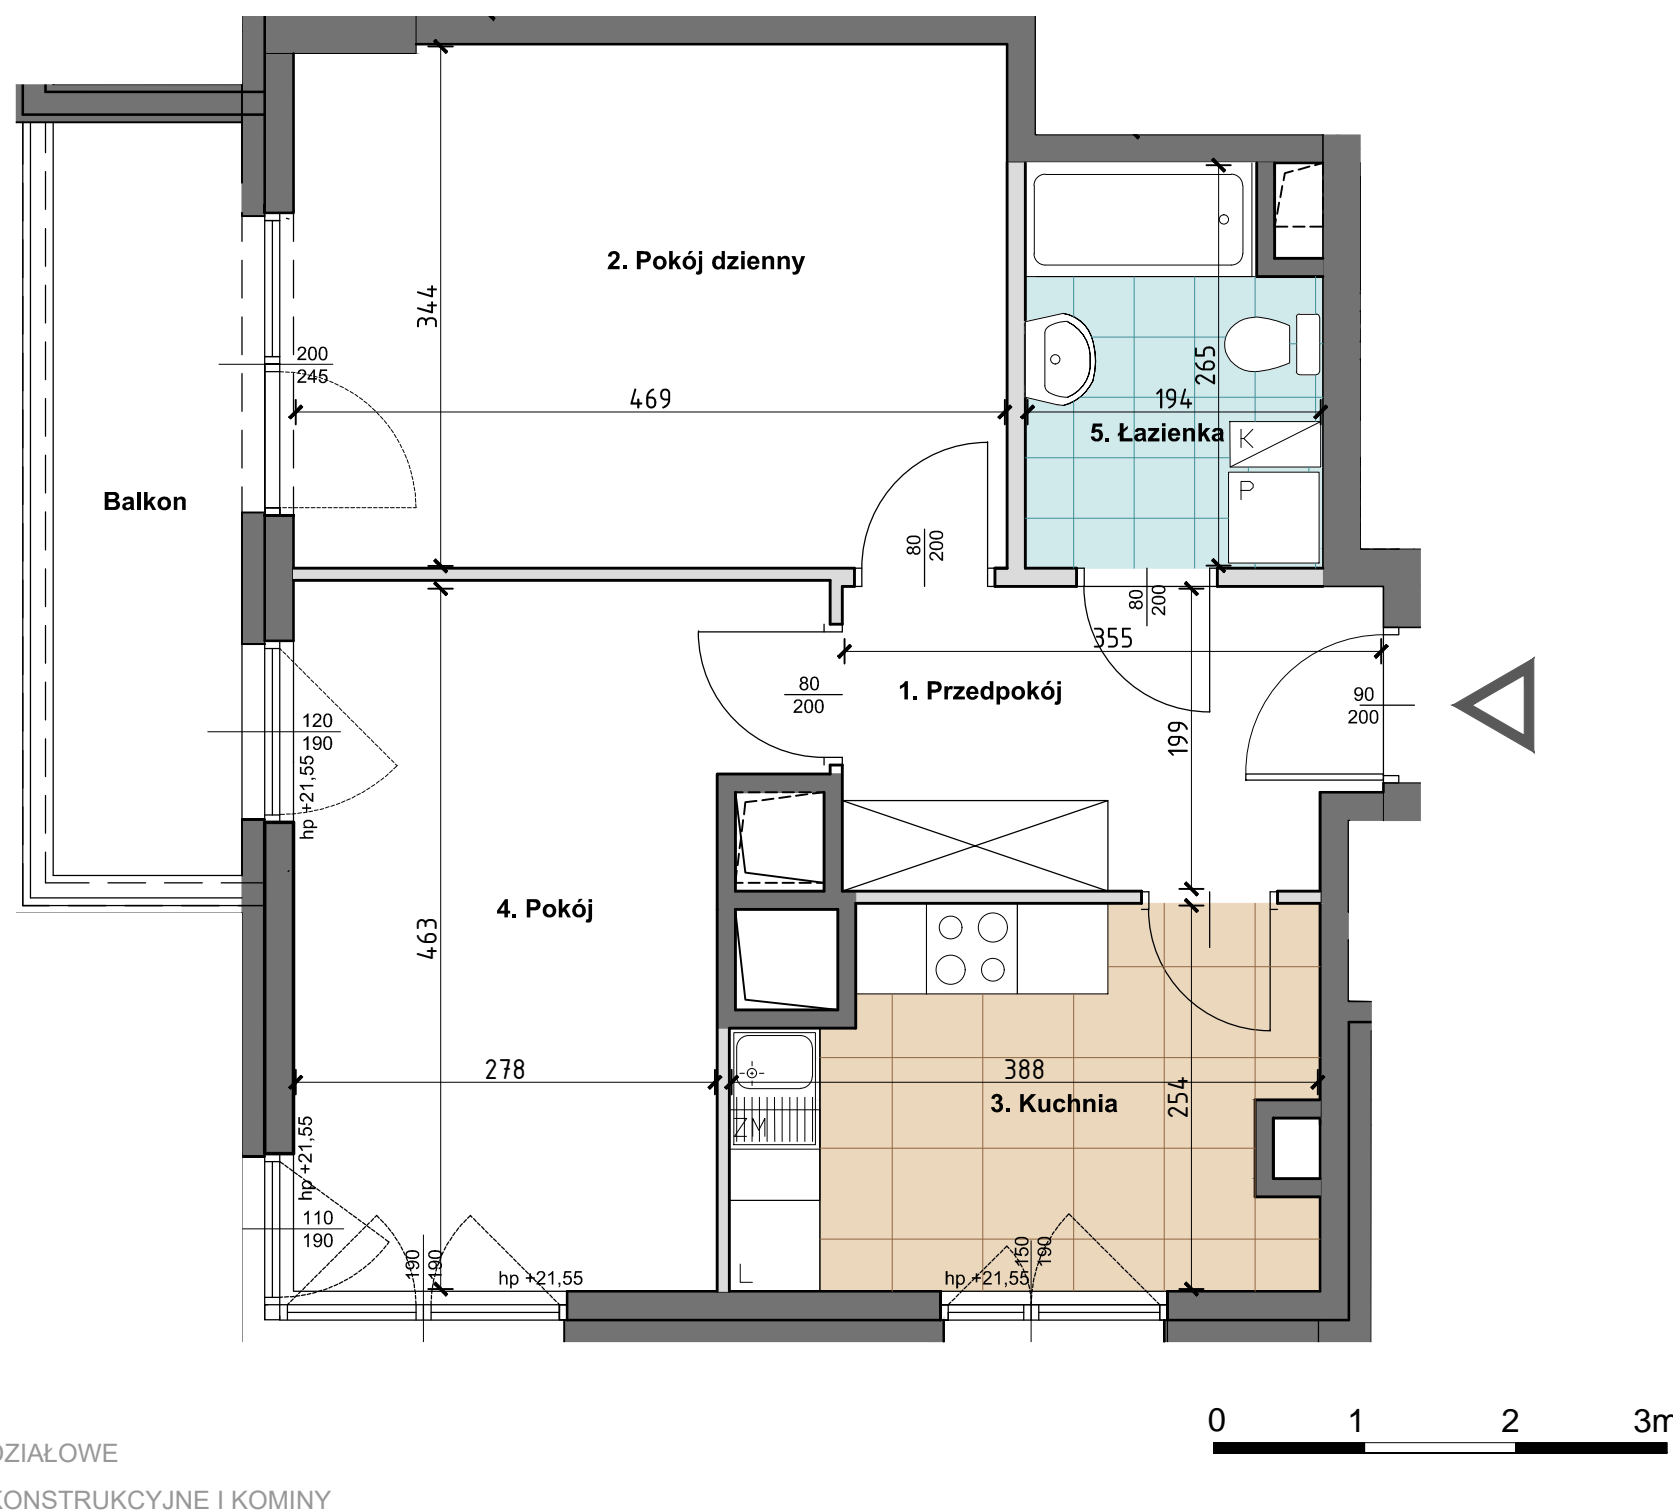 2. Pokój dzienny
344
200
245
469
265
194
5. Łazienka
K
P
Balkon
80
200
80
200
355
1. Przedpokój
80
200
90
200
199
120
190
hp +21,55
4. Pokój
463
278
388
254
3. Kuchnia
ZM
L
hp +21,55
110
190
190
190
hp +21,55
150
190
hp +21,55
0 1 2 3m
DZIAŁOWE
KONSTRUKCYJNE I KOMINY